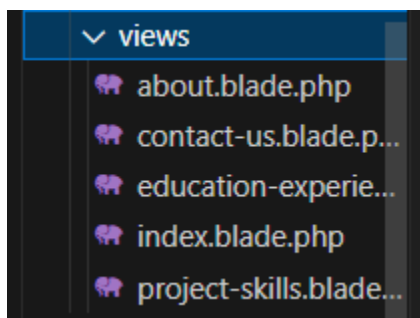 views
about.blade.php
contact-us.blade.p...
education-experie...
index.blade.php
project-skills.blade...